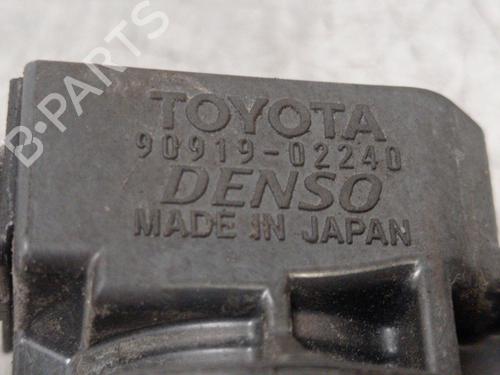 B-PARTS
TOYOTA
90919-02240
DENSO
MADE IN JAPAN